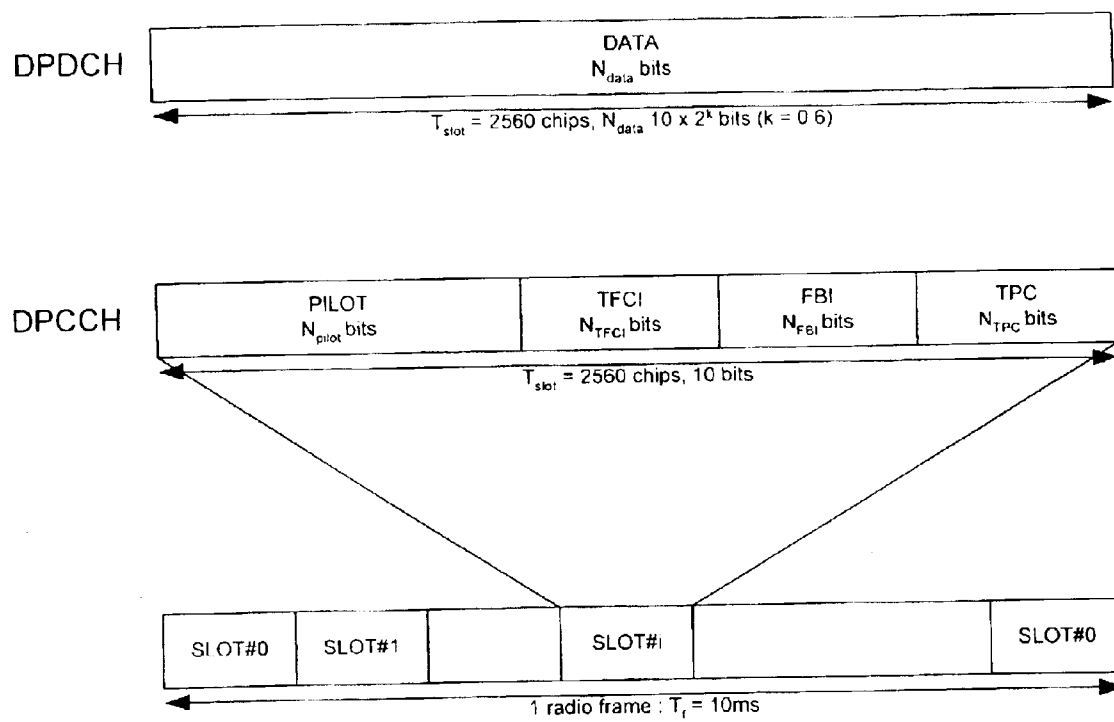 DPDCH
DATA
N_data bits
T_slot = 2560 chips, N_data 10 x 2^k bits (k = 0 6)
DPCCH
PILOT
N_pilot bits
TFCI
N_TFCI bits
FBI
N_FBI bits
TPC
N_TPC bits
T_slot = 2560 chips, 10 bits
SLOT#0
SLOT#1
SLOT#i
SLOT#0
1 radio frame : T_f = 10ms